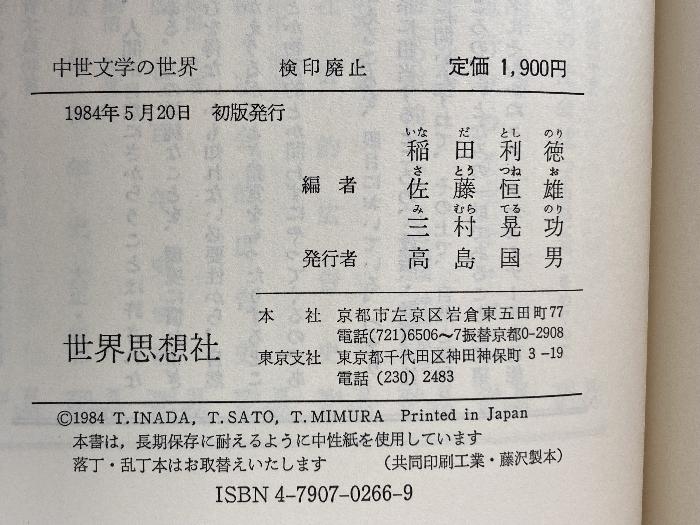 中世文学の世界 検印廃止 定価 1,900円
1984年5月20日 初版発行
いな だ とし のり
稲田利徳
編者
さ とう つね お
佐藤恒雄
み むら てる のり
三村晃功
発行者 高島国男
本社 京都市左京区岩倉東五田町77
電話(721)6506〜7振替京都0-2908
世界思想社
東京支社 東京都千代田区神田神保町3-19
電話(230)2483
©1984 T.INADA, T.SATO, T.MIMURA Printed in Japan
本書は,長期保存に耐えるように中性紙を使用しています
落丁・乱丁本はお取替えいたします (共同印刷工業・藤沢製本)
ISBN 4-7907-0266-9